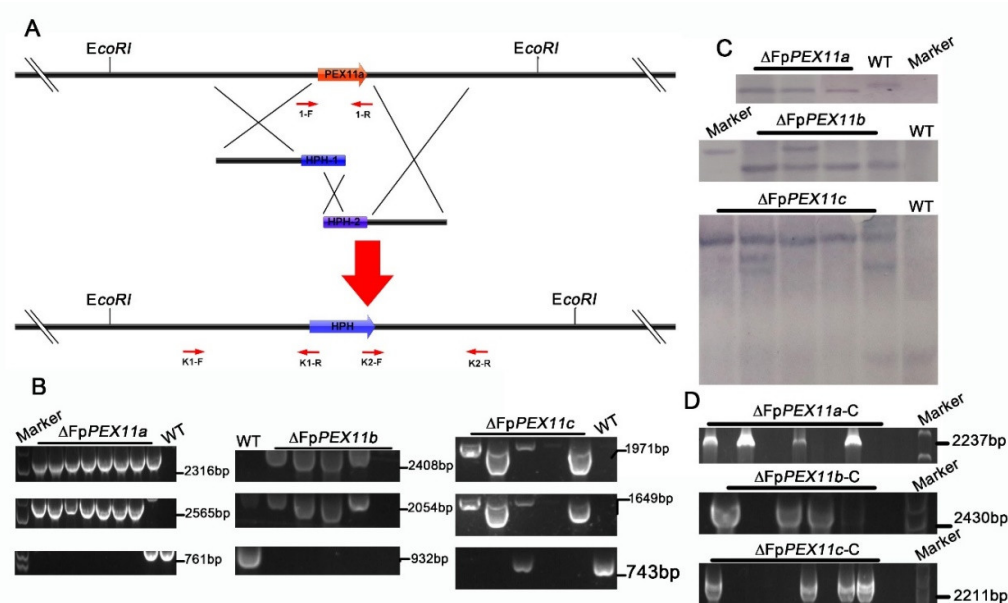 A
EcoRI
EcoRI
PEX11a
1-F
1-R
HPH-1
HPH-2
EcoRI
EcoRI
HPH
K1-F
K1-R
K2-F
K2-R
B
Marker
ΔFpPEX11a
WT
2316bp
2565bp
761bp
WT
ΔFpPEX11b
2408bp
2054bp
932bp
ΔFpPEX11c
WT
1971bp
1649bp
743bp
C
ΔFpPEX11a
WT
Marker
Marker
ΔFpPEX11b
WT
ΔFpPEX11c
WT
D
ΔFpPEX11a-C
Marker
2237bp
ΔFpPEX11b-C
Marker
2430bp
ΔFpPEX11c-C
Marker
2211bp